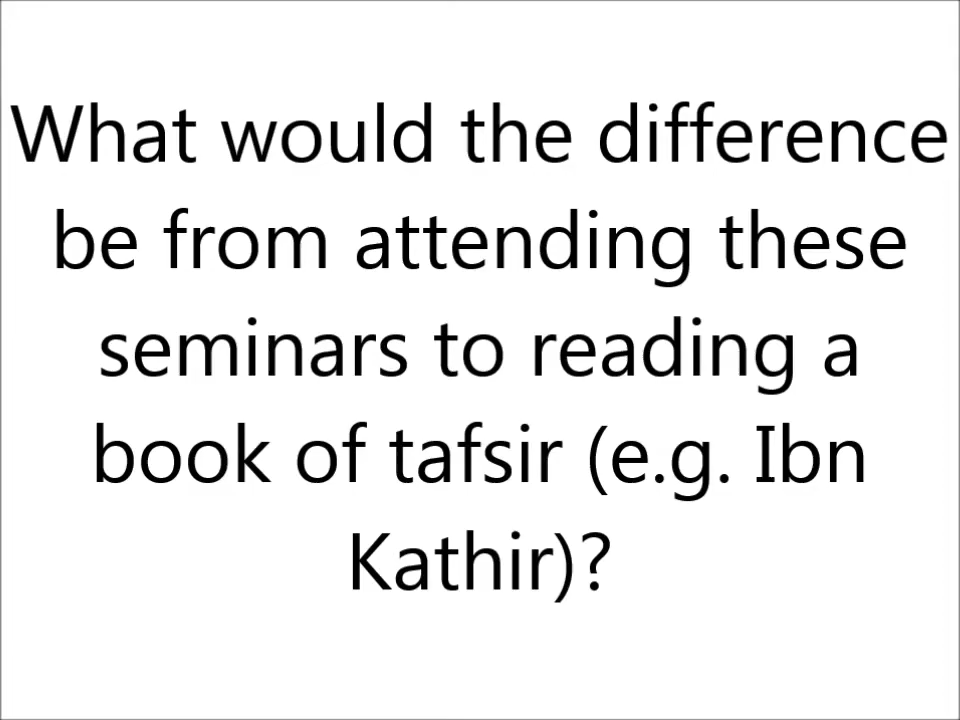 What would the difference
be from attending these
seminars to reading a
book of tafsir (e.g. Ibn
Kathir)?